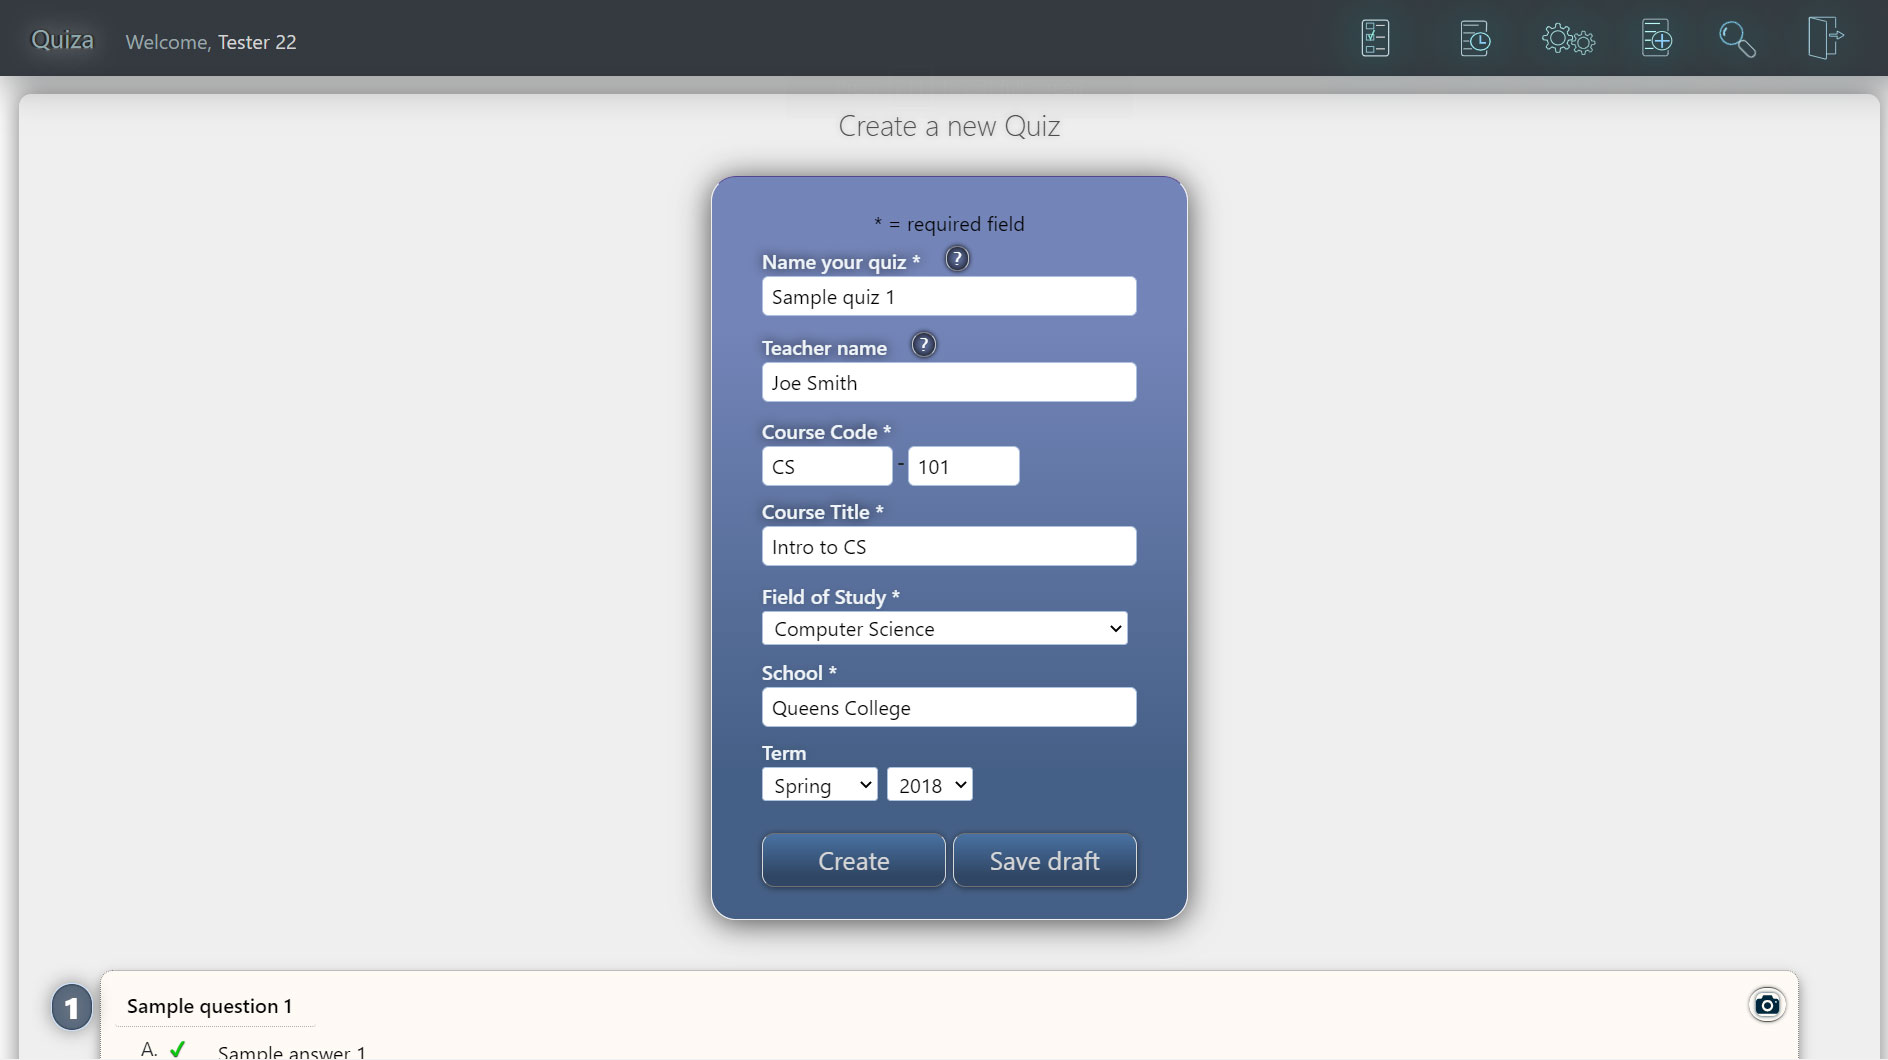 Quiza Welcome, Tester 22
Create a new Quiz
* = required field
Name your quiz * ?
Sample quiz 1
Teacher name ?
Joe Smith
Course Code *
CS - 101
Course Title *
Intro to CS
Field of Study *
Computer Science
School *
Queens College
Term
Spring 2018
Create Save draft
1 Sample question 1
A. Sample answer 1